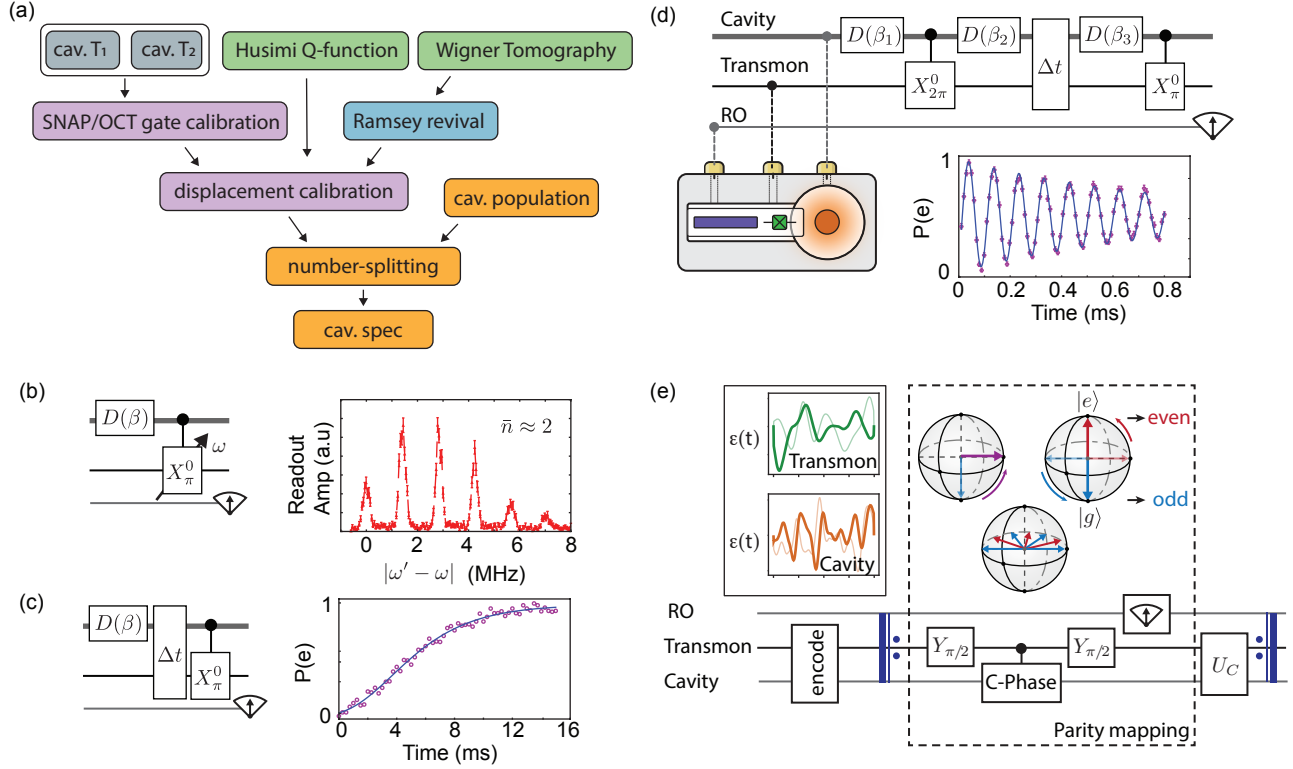 (a)
cav. T₁ cav. T₂
Husimi Q-function
Wigner Tomography
SNAP/OCT gate calibration
Ramsey revival
displacement calibration
cav. population
number-splitting
cav. spec
(b)
D(β)
X⁰π
ω
Readout
Amp (a.u)
n̄ ≈ 2
0 2 4 6 8
|ω′ − ω| (MHz)
(c)
D(β)
Δt
X⁰π
P(e)
1
0
0 4 8 12 16
Time (ms)
(d)
Cavity
D(β₁) D(β₂) D(β₃)
Transmon
X⁰2π
Δt
X⁰π
RO
P(e)
1
0
0 0.2 0.4 0.6 0.8
Time (ms)
(e)
ε(t)
Transmon
ε(t)
Cavity
|e⟩
even
odd
|g⟩
RO
Transmon
Cavity
encode
Yπ/2
C-Phase
Yπ/2
U_C
Parity mapping